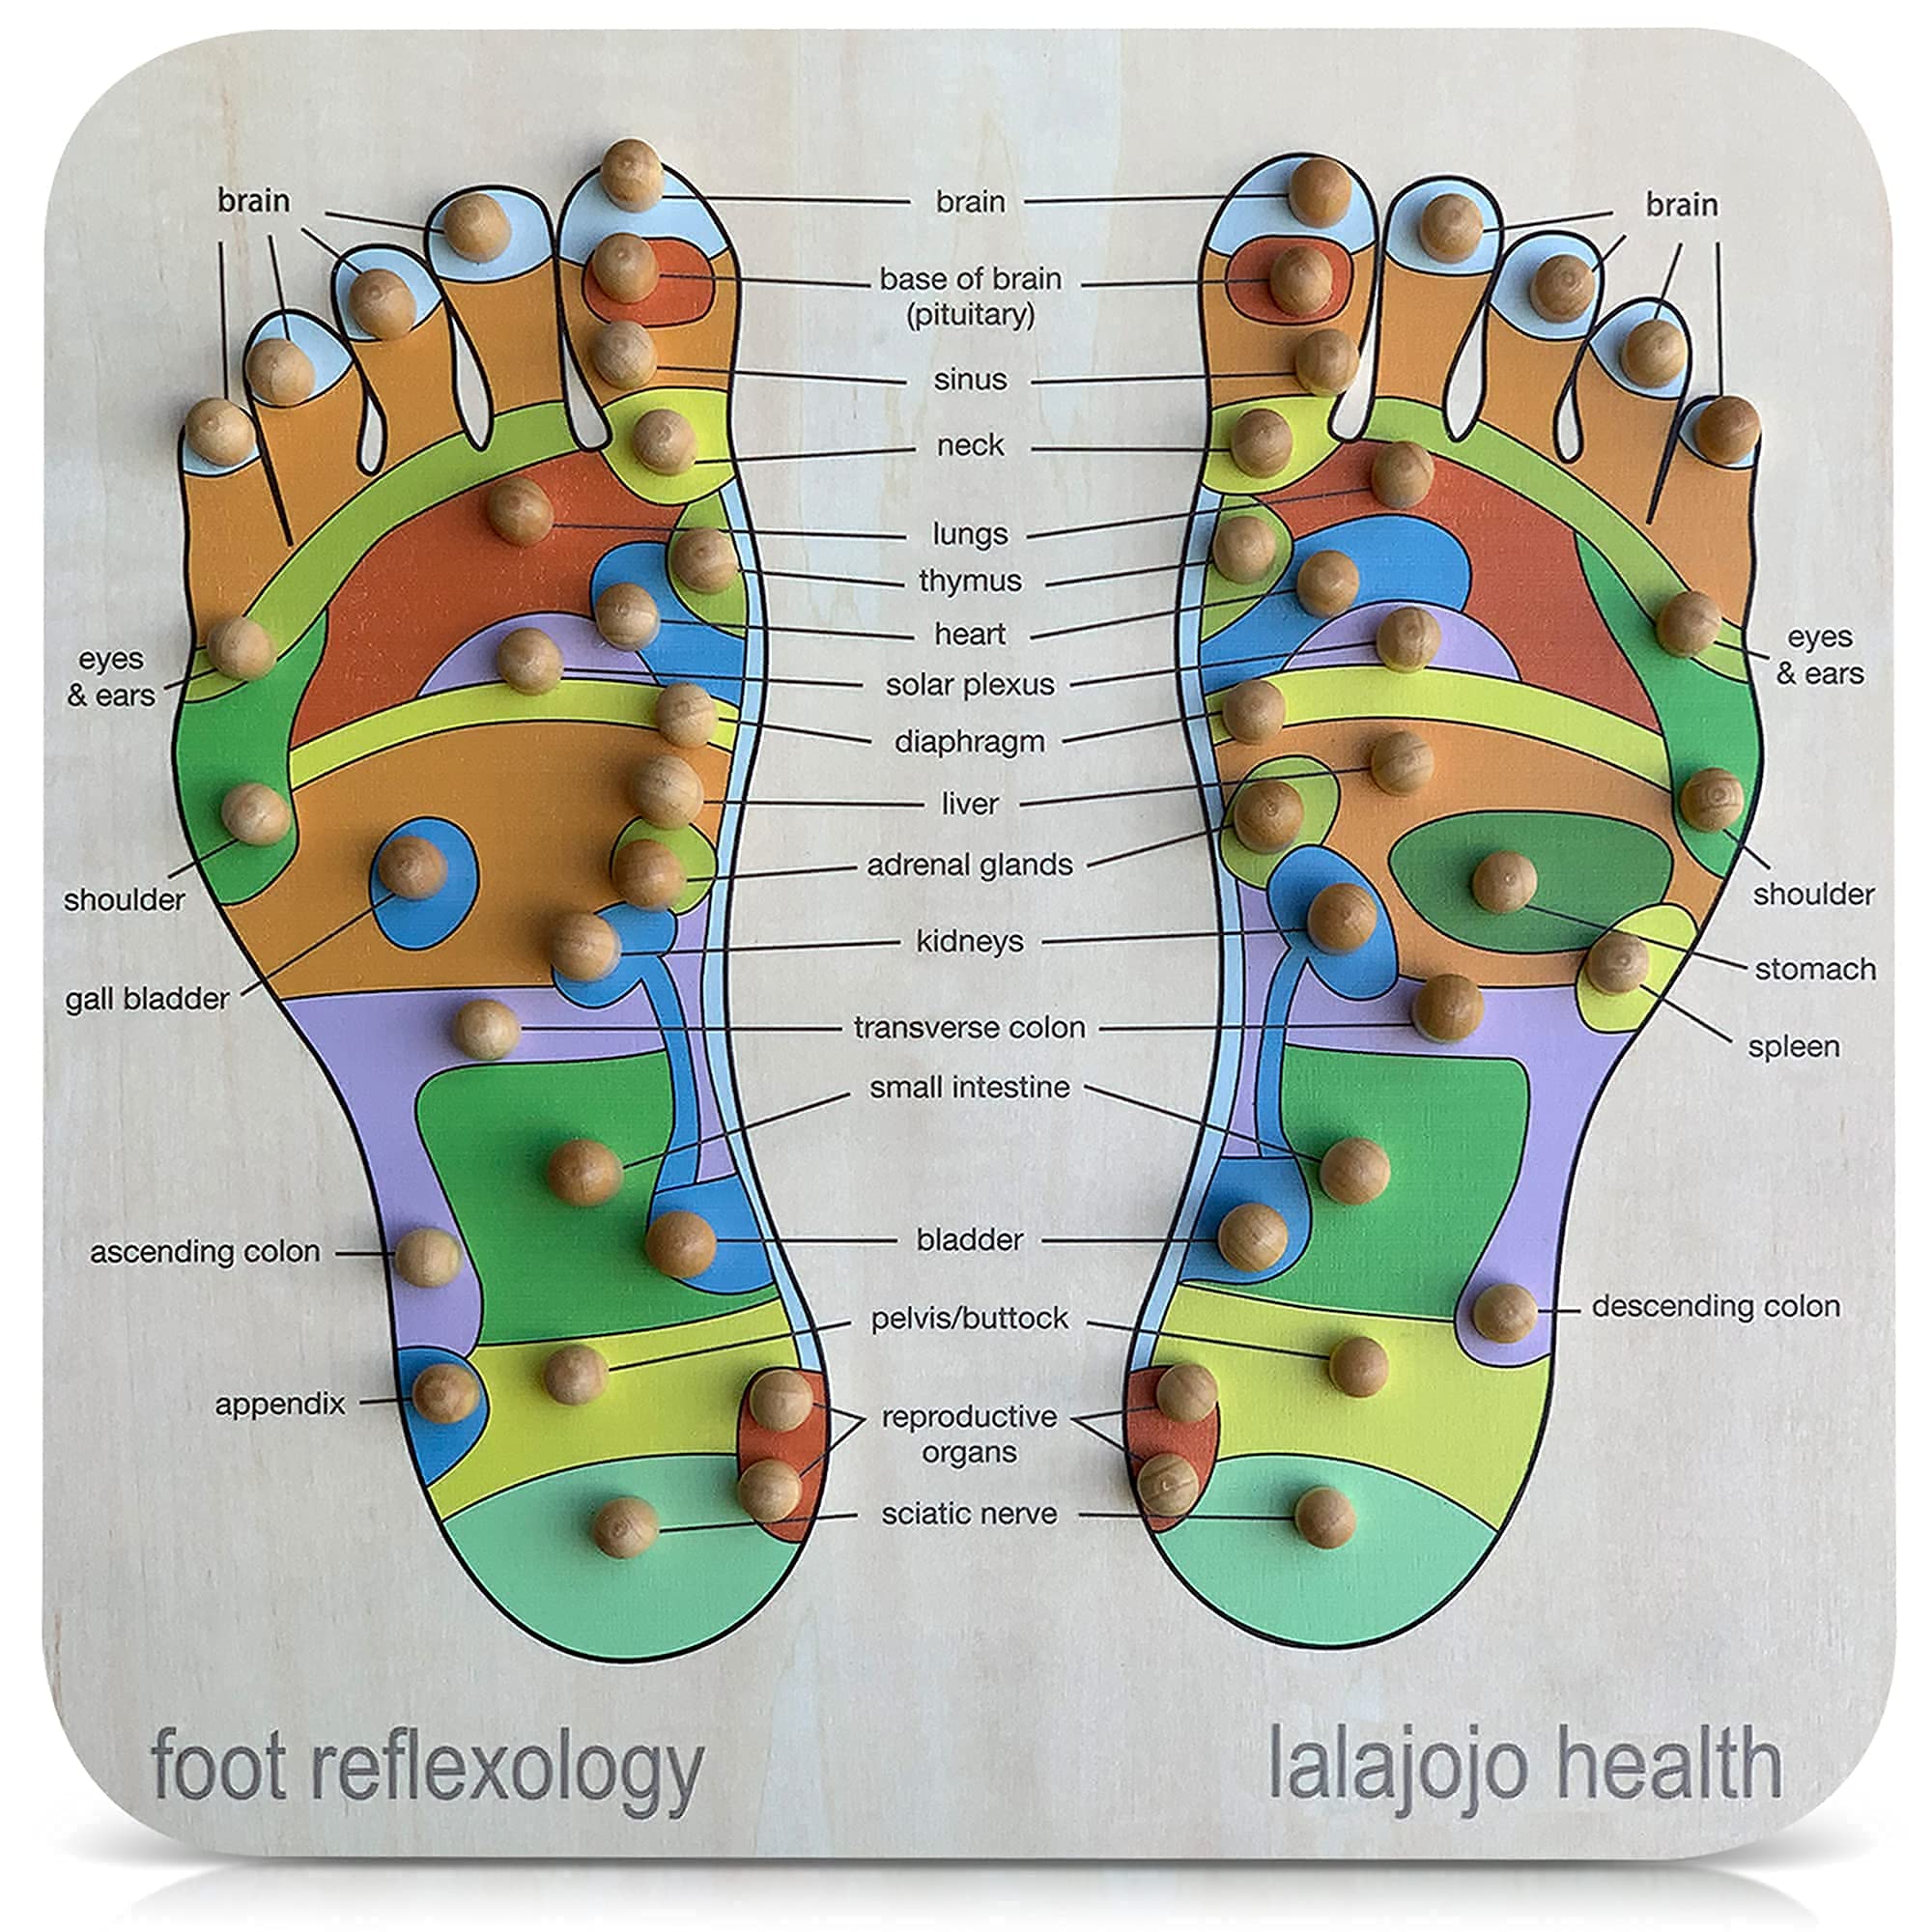 brain
brain
brain
base of brain
(pituitary)
sinus
neck
lungs
thymus
heart
solar plexus
diaphragm
liver
adrenal glands
kidneys
transverse colon
small intestine
bladder
pelvis/buttock
reproductive
organs
sciatic nerve
eyes
& ears
shoulder
gall bladder
ascending colon
appendix
eyes
& ears
shoulder
stomach
spleen
descending colon
foot reflexology
lalajojo health